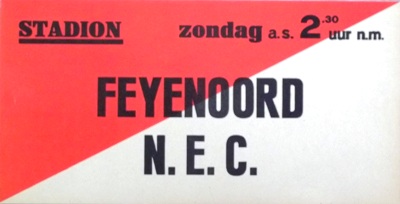 STADION zondag a.s. 2.30 uur n.m.
FEYENOORD
N.E.C.